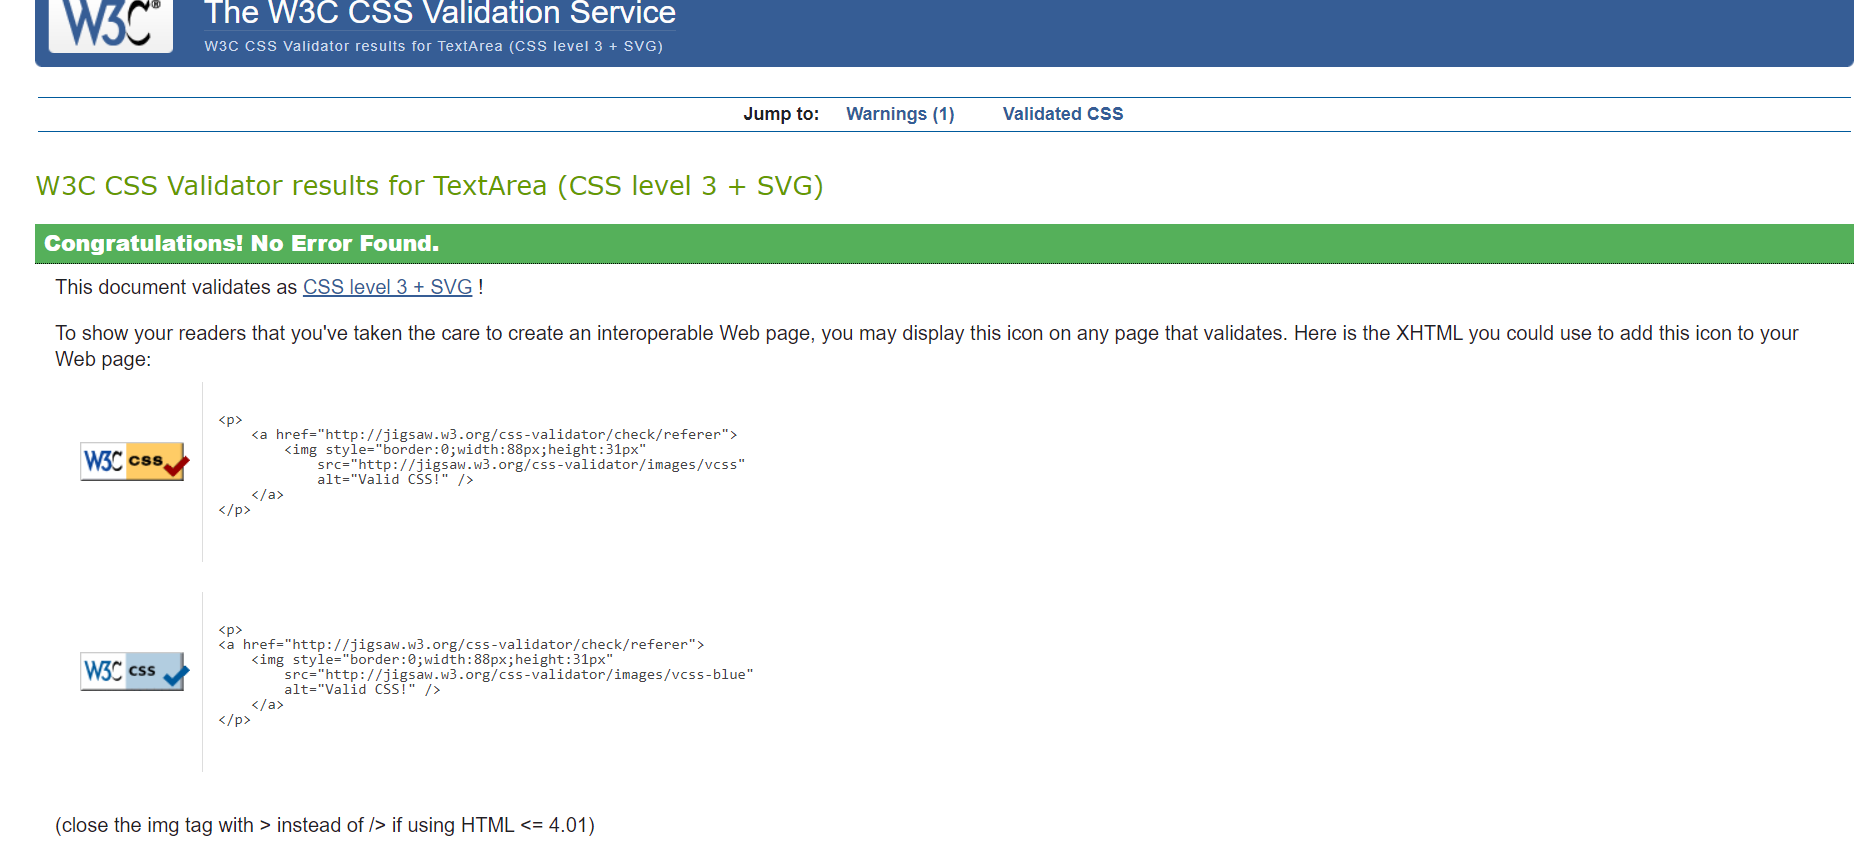 W3C®
The W3C CSS Validation Service
W3C CSS Validator results for TextArea (CSS level 3 + SVG)
Jump to: Warnings (1) Validated CSS
W3C CSS Validator results for TextArea (CSS level 3 + SVG)
Congratulations! No Error Found.
This document validates as CSS level 3 + SVG !
To show your readers that you've taken the care to create an interoperable Web page, you may display this icon on any page that validates. Here is the XHTML you could use to add this icon to your
Web page:
W3C css
<p>
    <a href="http://jigsaw.w3.org/css-validator/check/referer">
        <img style="border:0;width:88px;height:31px"
            src="http://jigsaw.w3.org/css-validator/images/vcss"
            alt="Valid CSS!" />
    </a>
</p>
W3C css
<p>
<a href="http://jigsaw.w3.org/css-validator/check/referer">
    <img style="border:0;width:88px;height:31px"
        src="http://jigsaw.w3.org/css-validator/images/vcss-blue"
        alt="Valid CSS!" />
    </a>
</p>
(close the img tag with > instead of /> if using HTML <= 4.01)